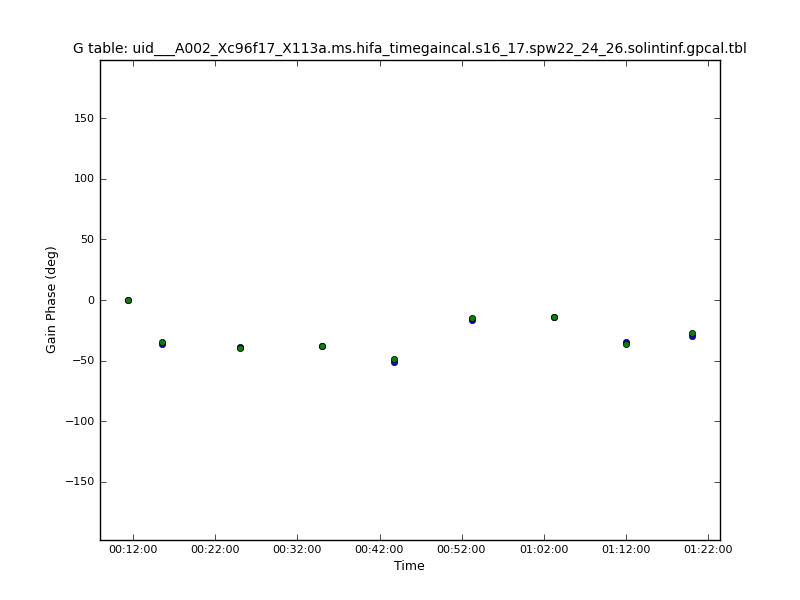 G table: uid___A002_Xc96f17_X113a.ms.hifa_timegaincal.s16_17.spw22_24_26.solintinf.gpcal.tbl
150
100
50
0
−50
−100
−150
Gain Phase (deg)
00:12:00 00:22:00 00:32:00 00:42:00 00:52:00 01:02:00 01:12:00 01:22:00
Time